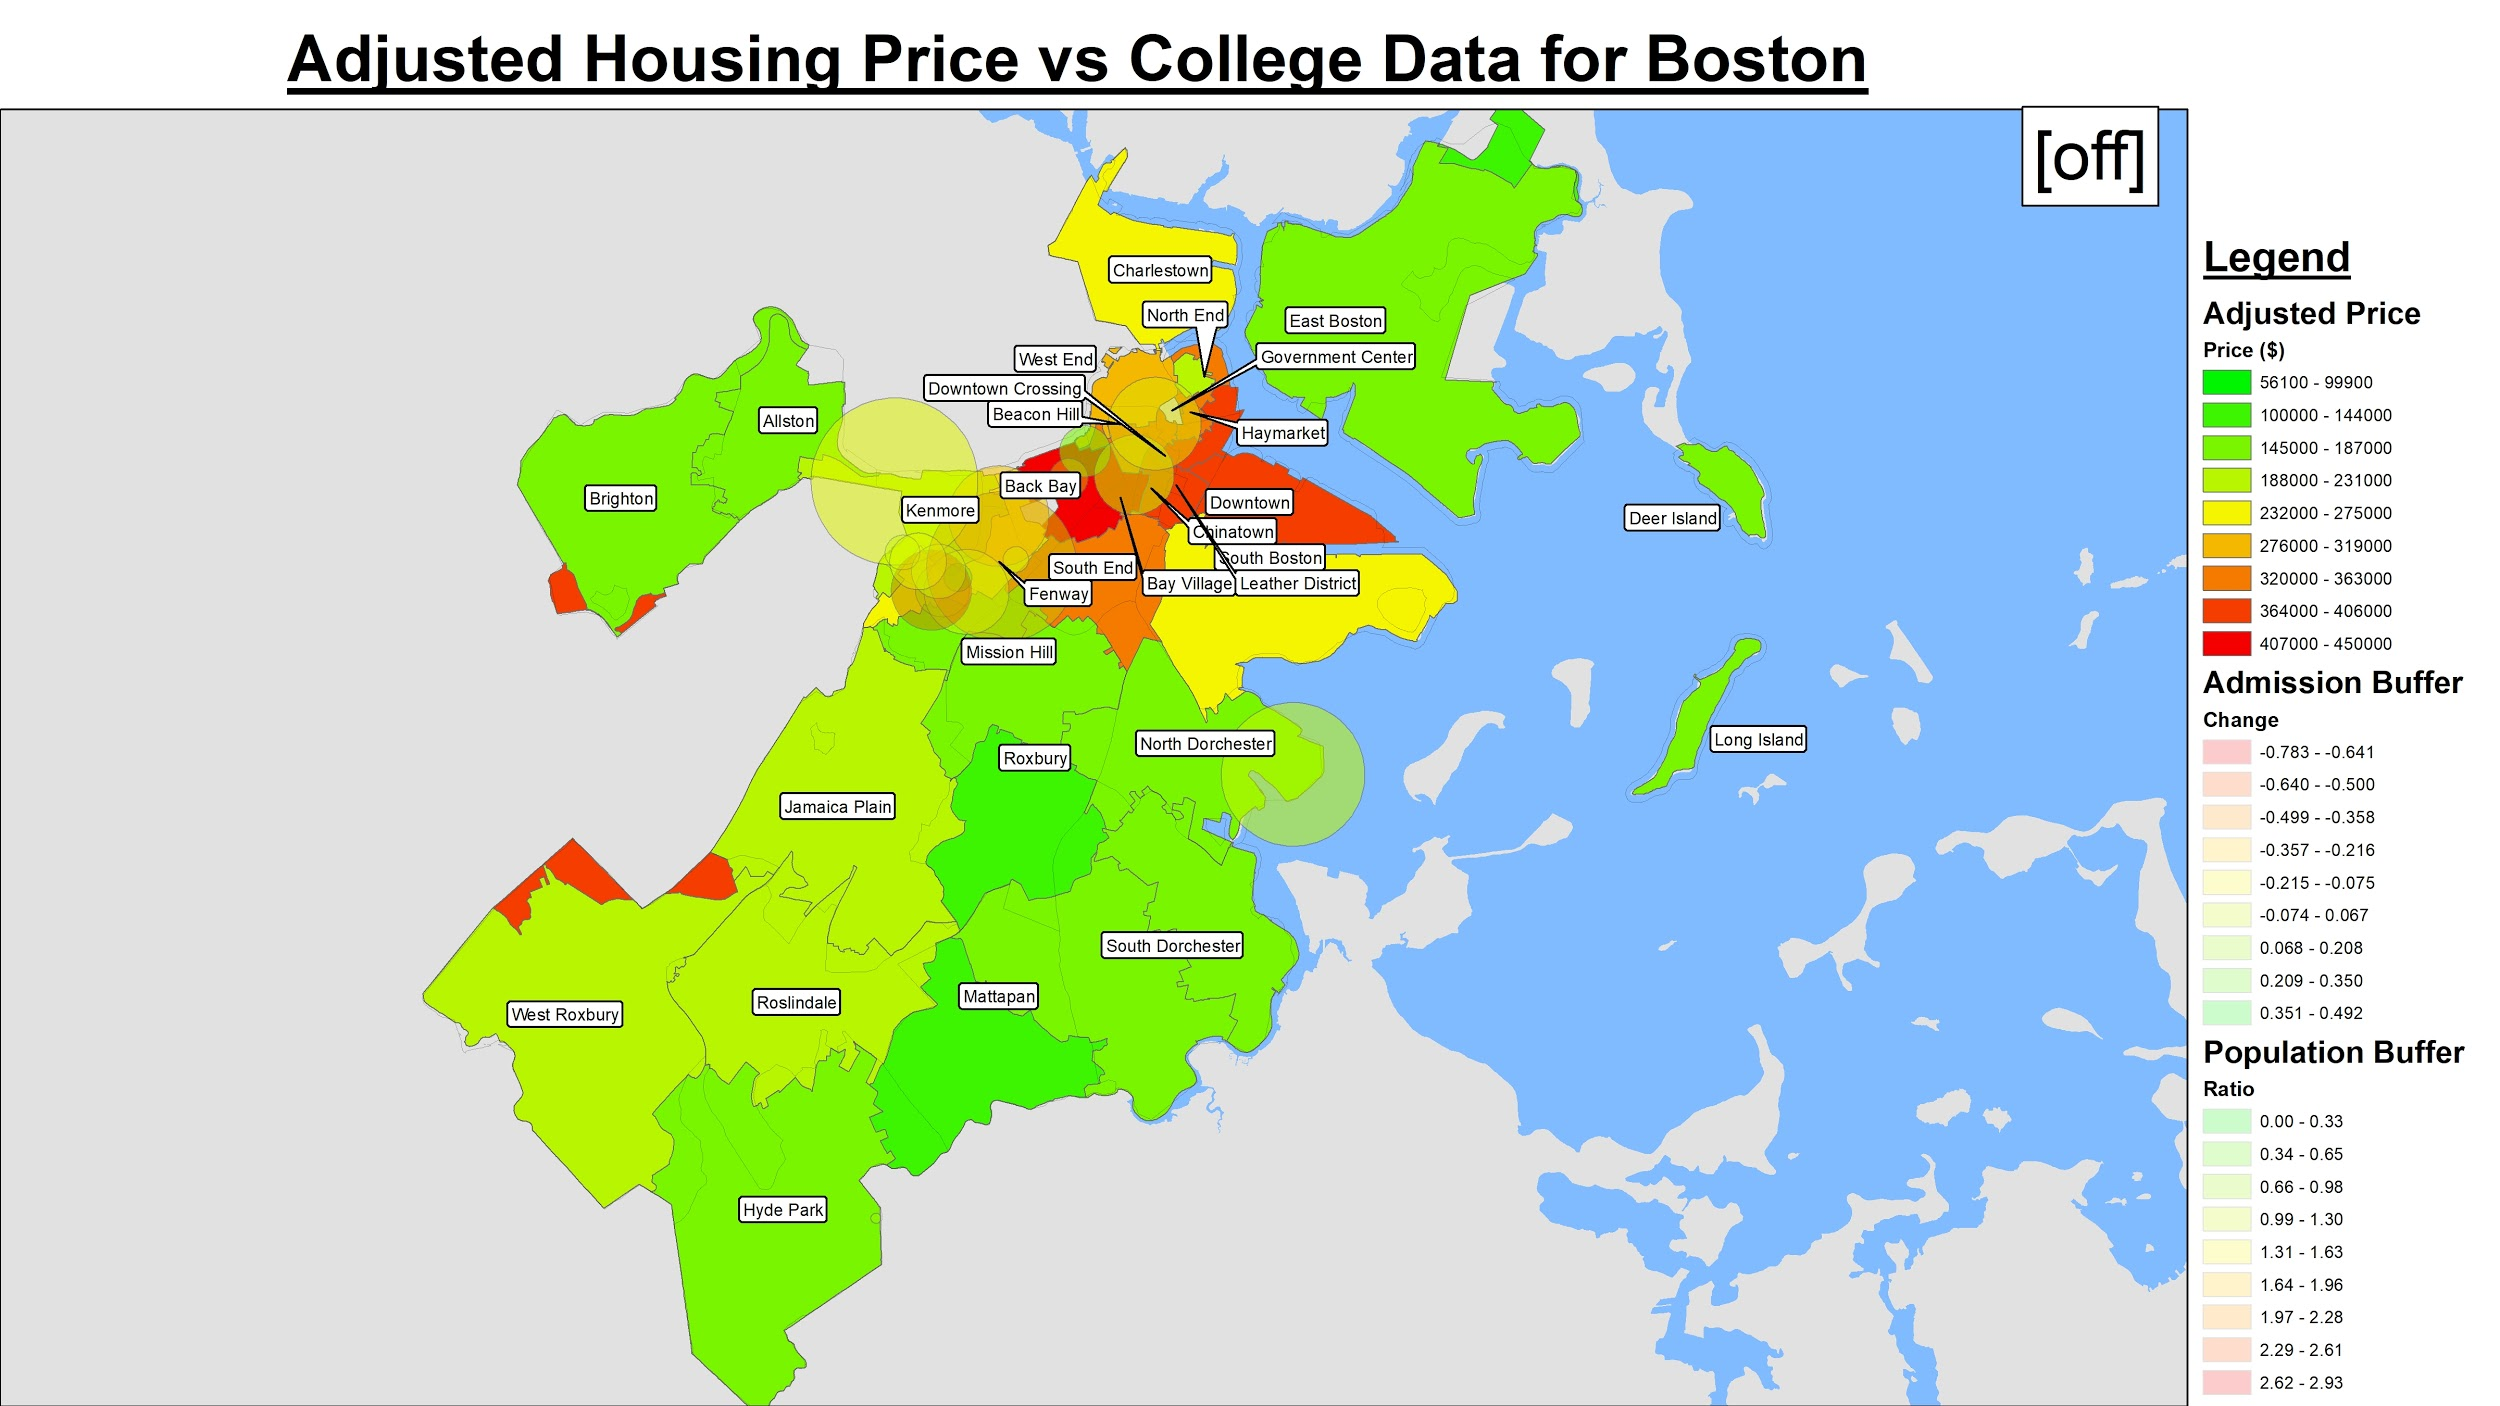 Adjusted Housing Price vs College Data for Boston
[off]
Charlestown
North End
East Boston
West End
Government Center
Downtown Crossing
Beacon Hill
Allston
Haymarket
Back Bay
Brighton
Kenmore
Downtown
Deer Island
Chinatown
South Boston
South End
Bay Village
Leather District
Fenway
Mission Hill
Long Island
North Dorchester
Roxbury
Jamaica Plain
South Dorchester
Mattapan
Roslindale
West Roxbury
Hyde Park
Legend
Adjusted Price
Price ($)
56100 - 99900
100000 - 144000
145000 - 187000
188000 - 231000
232000 - 275000
276000 - 319000
320000 - 363000
364000 - 406000
407000 - 450000
Admission Buffer
Change
-0.783 - -0.641
-0.640 - -0.500
-0.499 - -0.358
-0.357 - -0.216
-0.215 - -0.075
-0.074 - 0.067
0.068 - 0.208
0.209 - 0.350
0.351 - 0.492
Population Buffer
Ratio
0.00 - 0.33
0.34 - 0.65
0.66 - 0.98
0.99 - 1.30
1.31 - 1.63
1.64 - 1.96
1.97 - 2.28
2.29 - 2.61
2.62 - 2.93